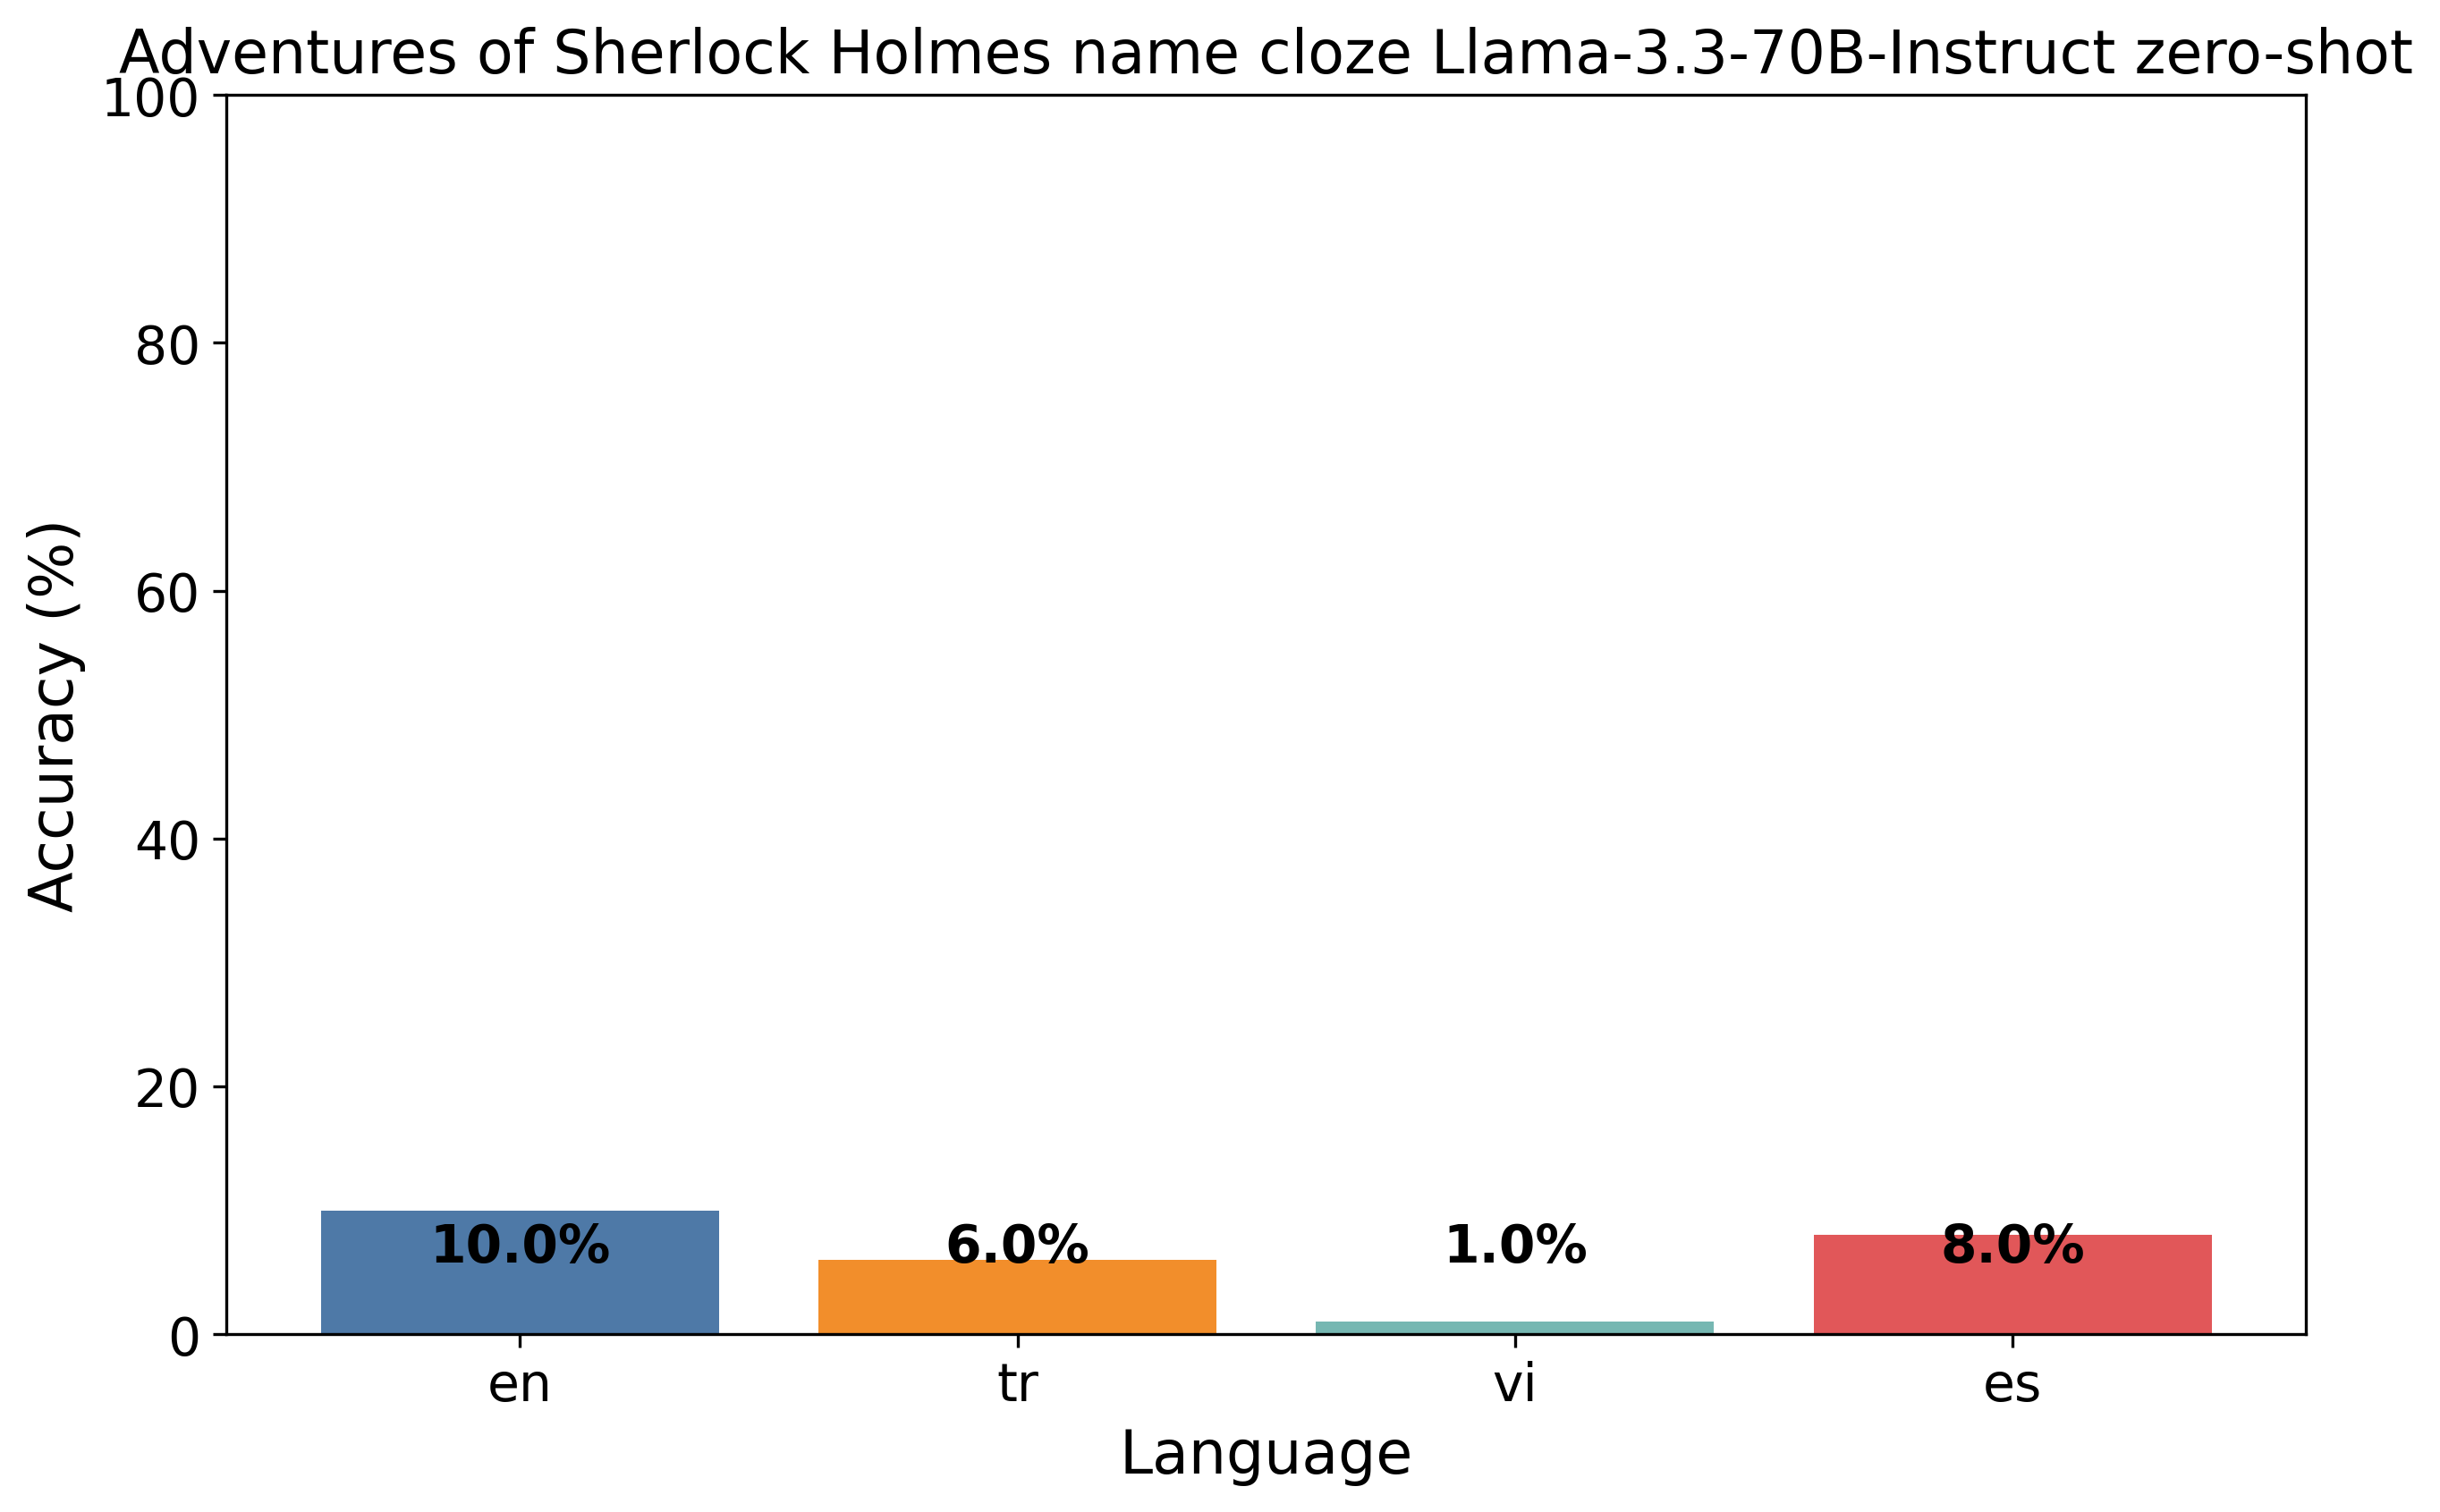 Adventures of Sherlock Holmes name cloze Llama-3.3-70B-Instruct zero-shot
100
80
60
40
20
0
Accuracy (%)
10.0%
6.0%
1.0%
8.0%
en
tr
vi
es
Language